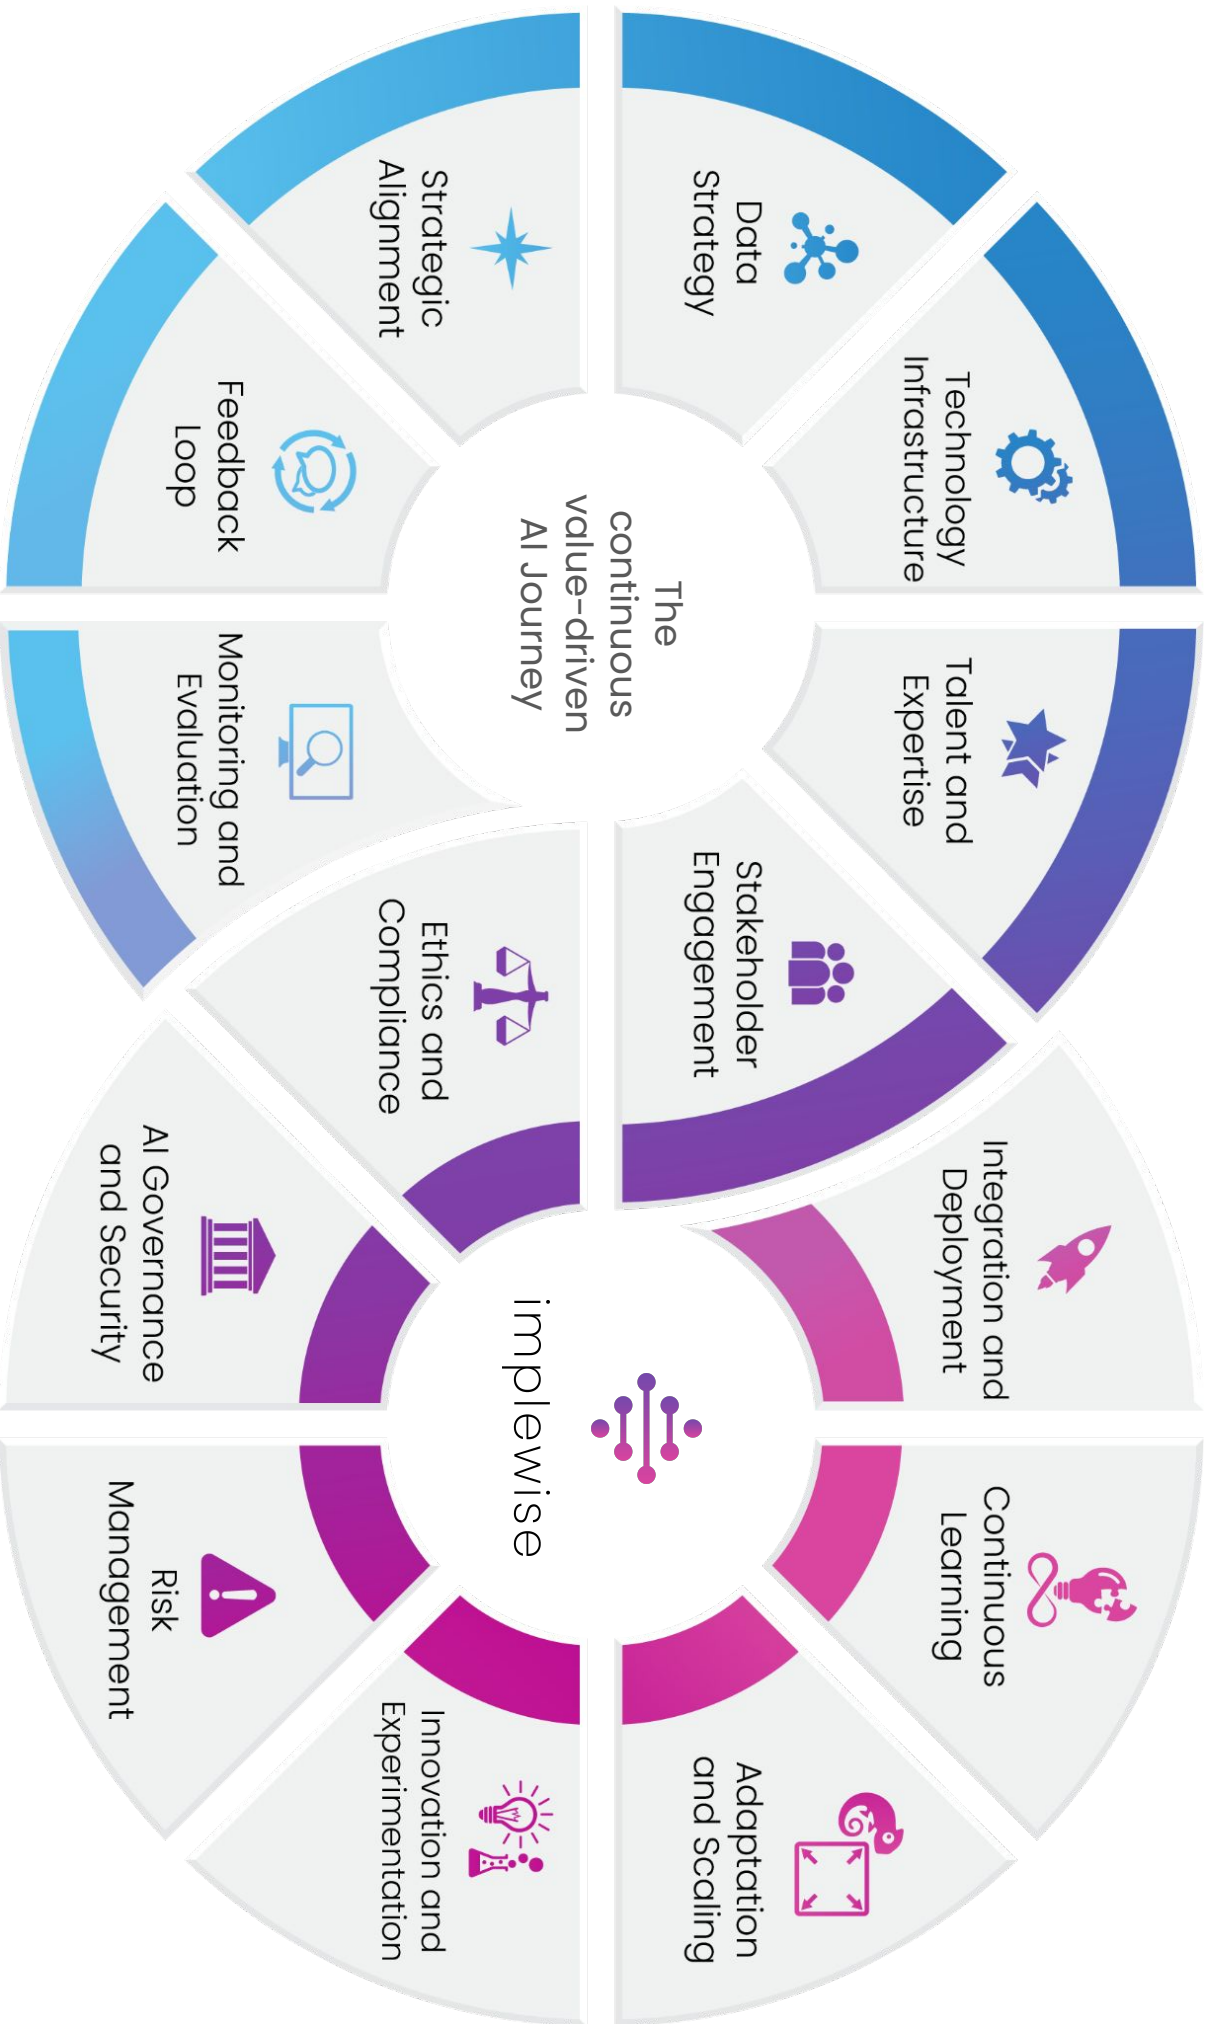 The
continuous
value-driven
AI Journey
Strategic
Alignment
Data
Strategy
Technology
Infrastructure
Talent and
Expertise
Stakeholder
Engagement
Ethics and
Compliance
AI Governance
and Security
Risk
Management
Innovation and
Experimentation
Adaptation
and Scaling
Continuous
Learning
Integration and
Deployment
Monitoring and
Evaluation
Feedback
Loop
implewise